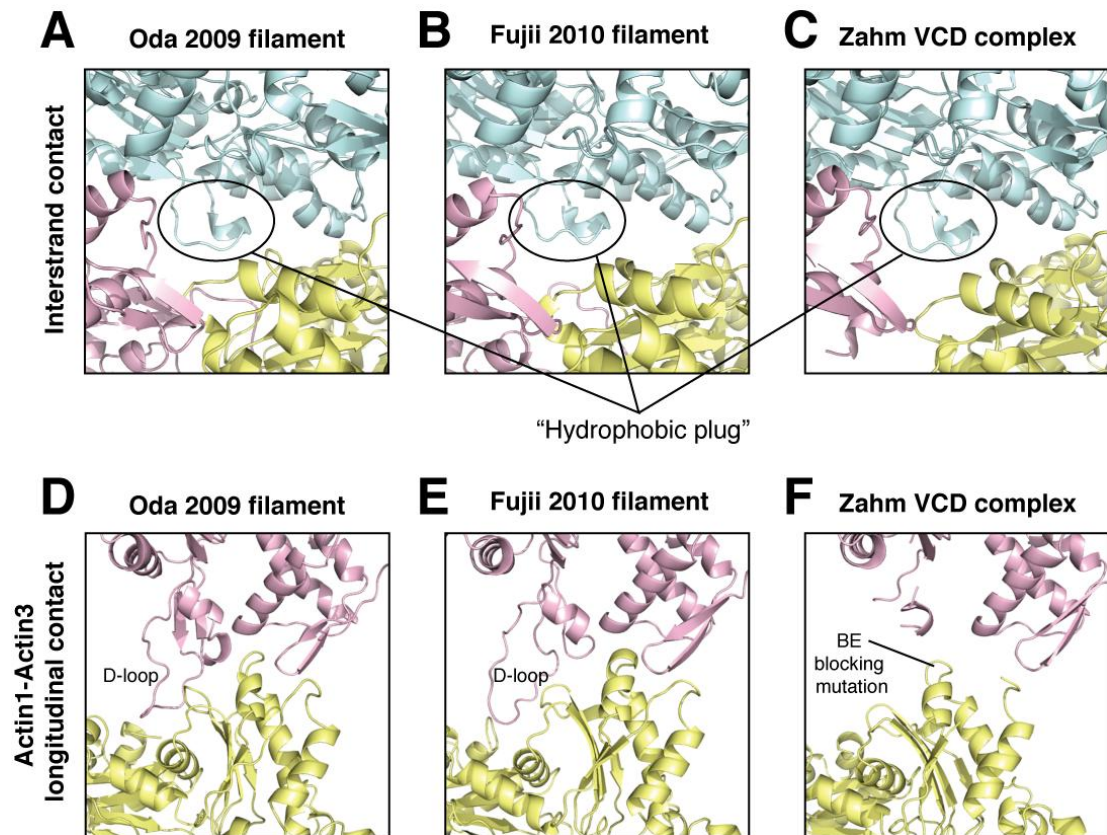 A
Oda 2009 filament
B
Fujii 2010 filament
C
Zahm VCD complex
Interstrand contact
“Hydrophobic plug”
D
Oda 2009 filament
E
Fujii 2010 filament
F
Zahm VCD complex
Actin1-Actin3
longitudinal contact
D-loop
D-loop
BE
blocking
mutation